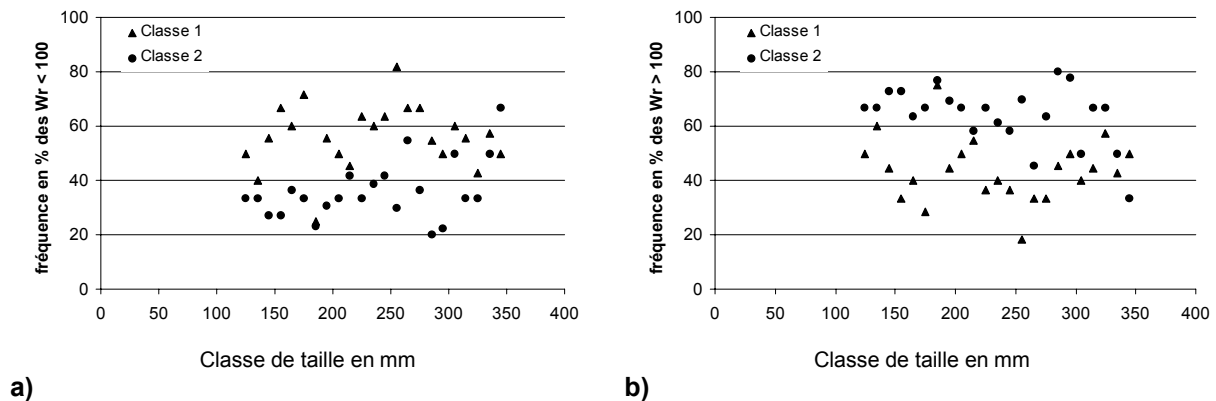 fréquence en % des Wr < 100
100
80
60
40
20
0
Classe 1
Classe 2
0 50 100 150 200 250 300 350 400
Classe de taille en mm
a)
fréquence en % des Wr > 100
100
80
60
40
20
0
Classe 1
Classe 2
0 50 100 150 200 250 300 350 400
Classe de taille en mm
b)